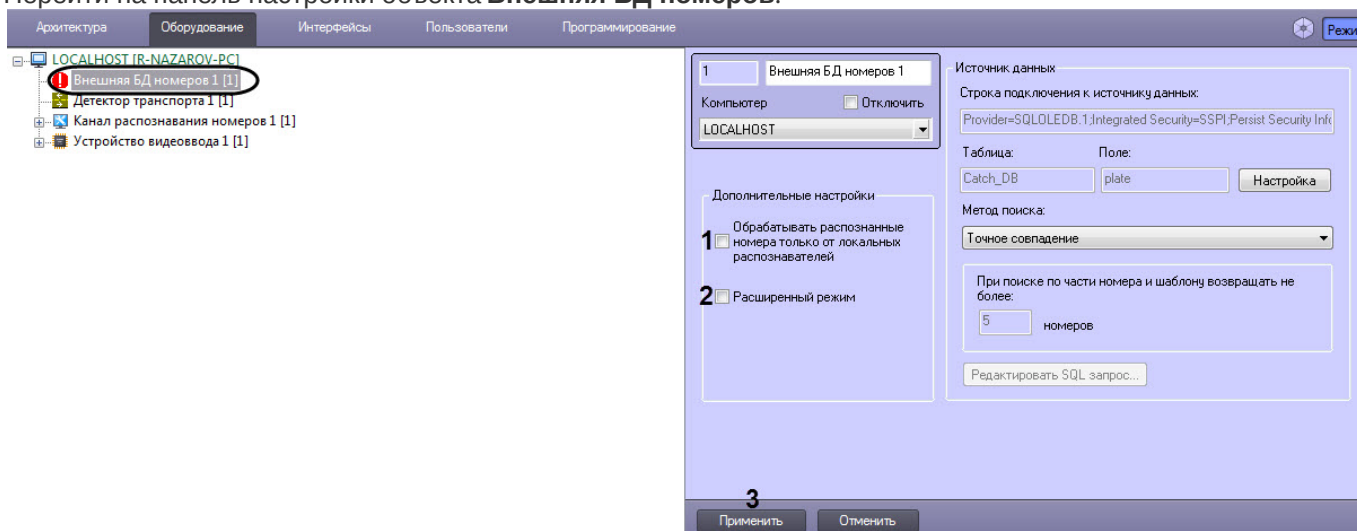 Перейти на панель настройки объекта Внешняя БД номеров.
Архитектура Оборудование Интерфейсы Пользователи Программирование Режи
LOCALHOST [R-NAZAROV-PC]
Внешняя БД номеров 1 [1]
Детектор транспорта 1 [1]
Канал распознавания номеров 1 [1]
Устройство видеоввода 1 [1]
1 Внешняя БД номеров 1
Компьютер Отключить
LOCALHOST
Дополнительные настройки
1 Обрабатывать распознанные
номера только от локальных
распознавателей
2 Расширенный режим
Источник данных
Строка подключения к источнику данных:
Provider=SQLOLEDB.1;Integrated Security=SSPI;Persist Security Info
Таблица: Поле:
Catch_DB plate Настройка
Метод поиска:
Точное совпадение
При поиске по части номера и шаблону возвращать не
более:
5 номеров
Редактировать SQL запрос...
3
Применить Отменить